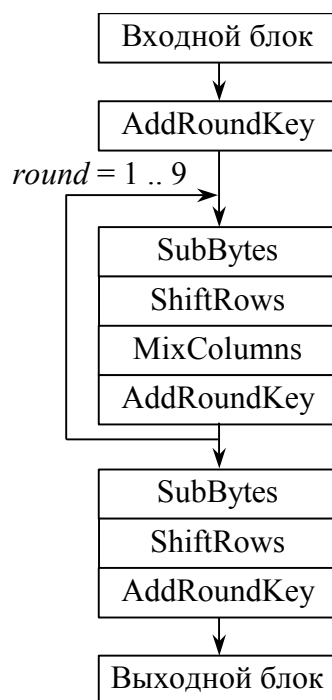 Входной блок
AddRoundKey
round = 1 .. 9
SubBytes
ShiftRows
MixColumns
AddRoundKey
SubBytes
ShiftRows
AddRoundKey
Выходной блок